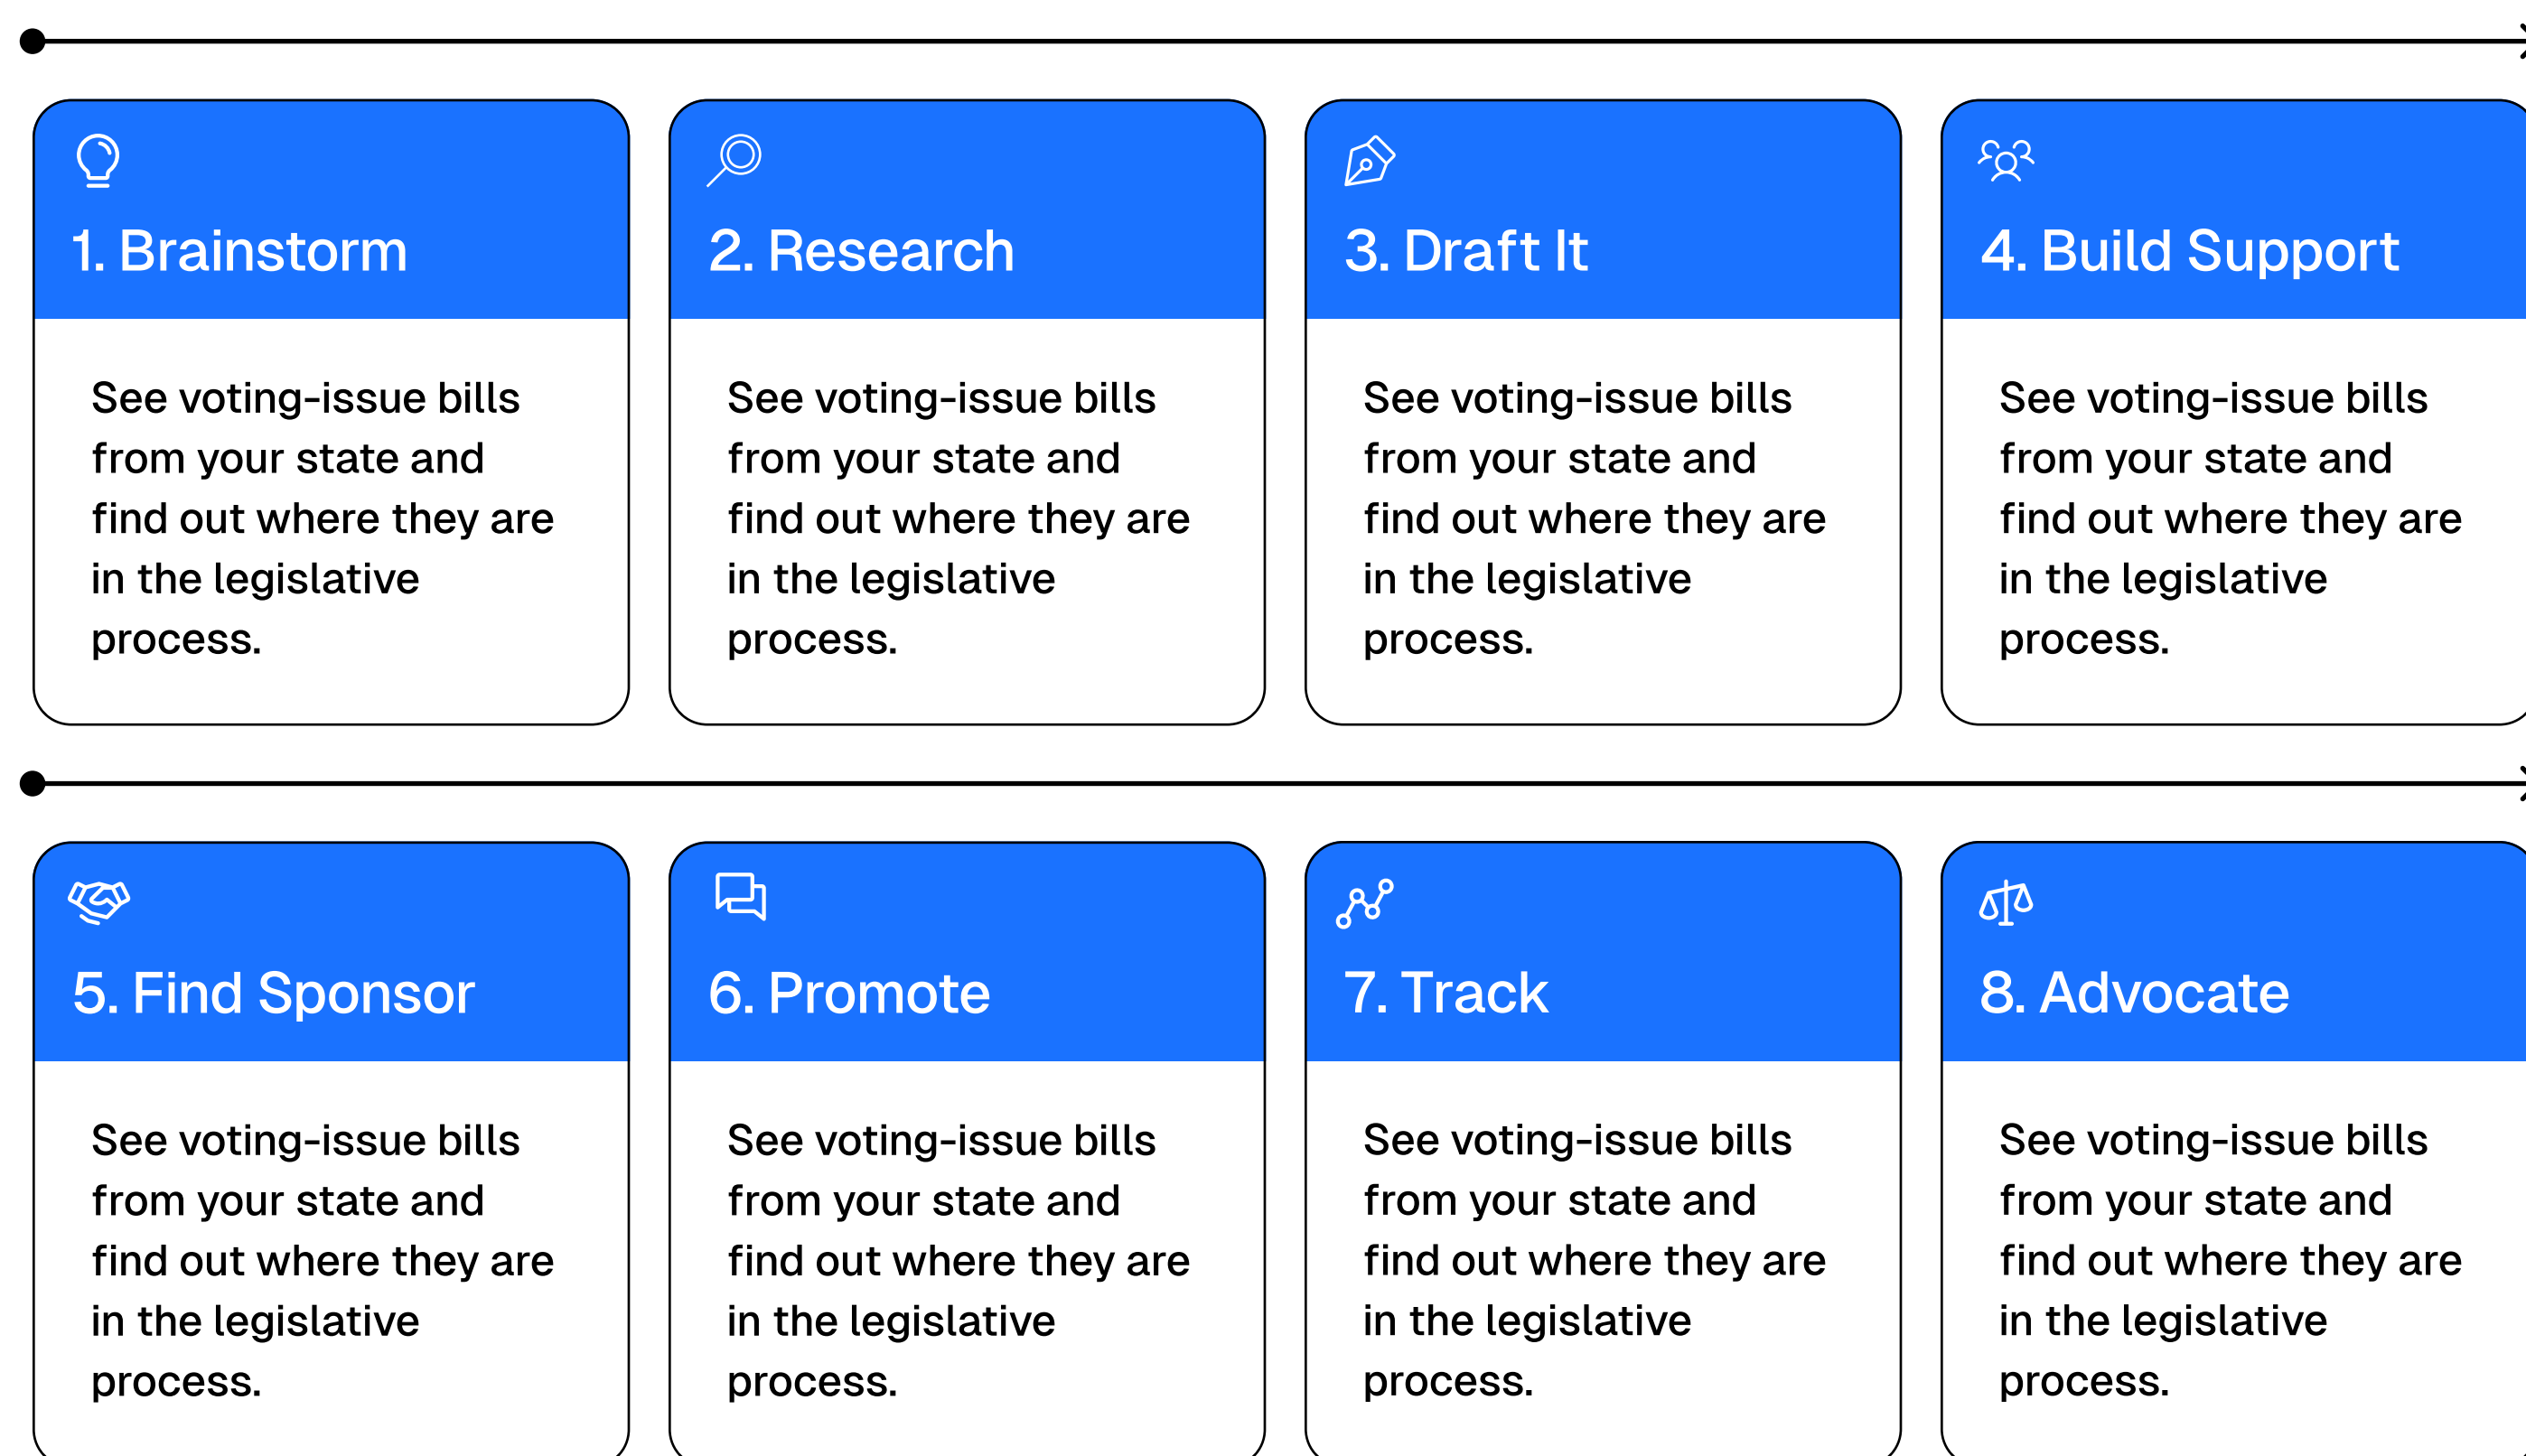 1. Brainstorm
See voting-issue bills
from your state and
find out where they are
in the legislative
process.
2. Research
See voting-issue bills
from your state and
find out where they are
in the legislative
process.
3. Draft It
See voting-issue bills
from your state and
find out where they are
in the legislative
process.
4. Build Support
See voting-issue bills
from your state and
find out where they are
in the legislative
process.
5. Find Sponsor
See voting-issue bills
from your state and
find out where they are
in the legislative
process.
6. Promote
See voting-issue bills
from your state and
find out where they are
in the legislative
process.
7. Track
See voting-issue bills
from your state and
find out where they are
in the legislative
process.
8. Advocate
See voting-issue bills
from your state and
find out where they are
in the legislative
process.